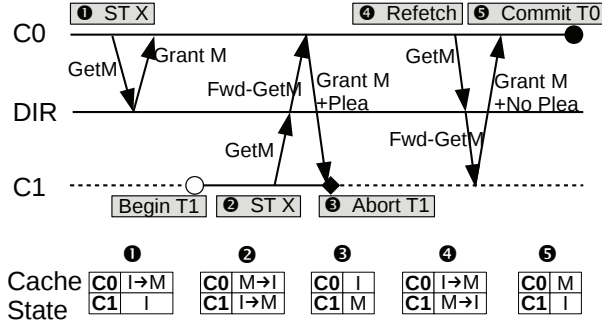 ❶ ST X
❹ Refetch
❺ Commit T0
C0
GetM
Grant M
Fwd-GetM
Grant M
+Plea
GetM
Grant M
+No Plea
DIR
GetM
Fwd-GetM
C1
Begin T1
❷ ST X
❸ Abort T1
❶ ❷ ❸ ❹ ❺
Cache
State
C0 I→M
C1 I
C0 M→I
C1 I→M
C0 I
C1 M
C0 I→M
C1 M→I
C0 M
C1 I